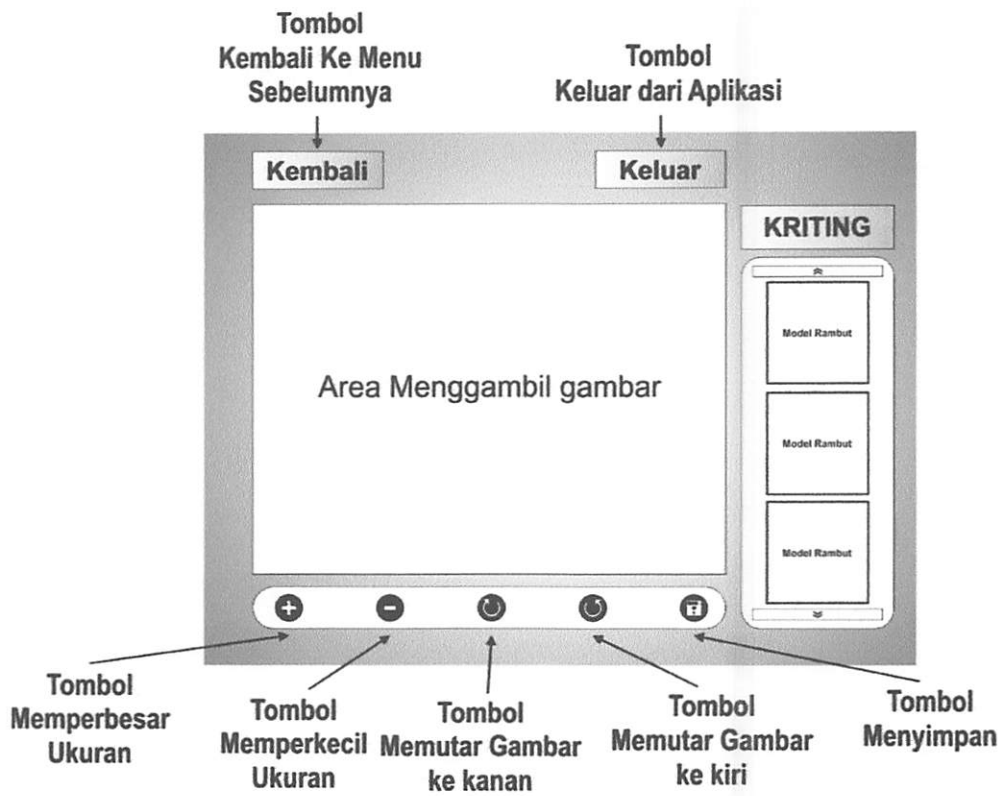 Tombol
Kembali Ke Menu
Sebelumnya
Tombol
Keluar dari Aplikasi
Kembali
Keluar
KRITING
Model Rambut
Model Rambut
Model Rambut
Area Menggambil gambar
Tombol
Memperbesar
Ukuran
Tombol
Memperkecil
Ukuran
Tombol
Memutar Gambar
ke kanan
Tombol
Memutar Gambar
ke kiri
Tombol
Menyimpan